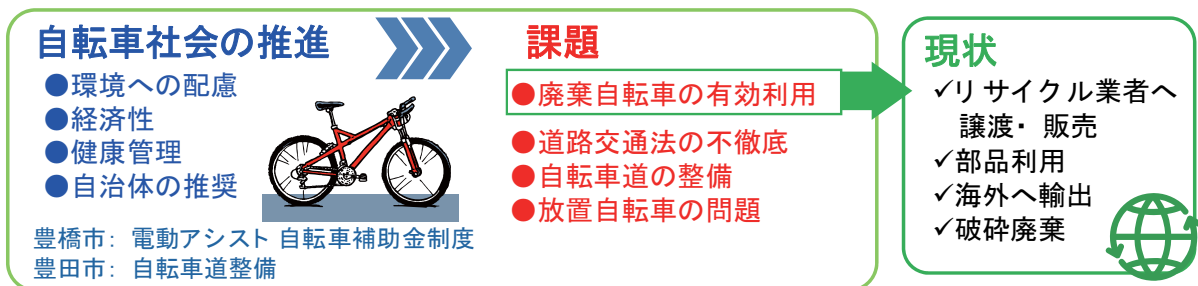 自転車社会の推進
●環境への配慮
●経済性
●健康管理
●自治体の推奨
豊橋市：電動アシスト自転車補助金制度
豊田市：自転車道整備
課題
●廃棄自転車の有効利用
●道路交通法の不徹底
●自転車道の整備
●放置自転車の問題
現状
✓リサイクル業者へ
譲渡・販売
✓部品利用
✓海外へ輸出
✓破砕廃棄